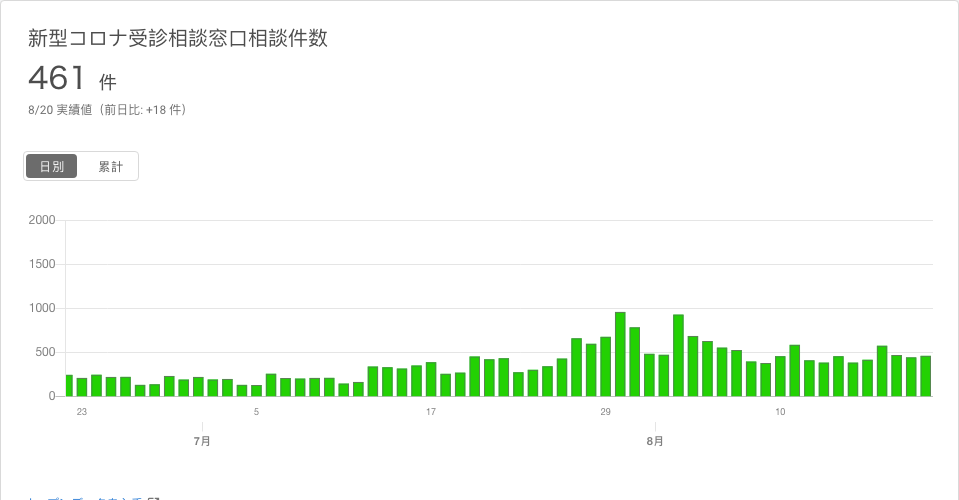 新型コロナ受診相談窓口相談件数
461 件
8/20 実績値（前日比: +18 件）
日別 累計
2000
1500
1000
500
0
23 5 17 29 10
7月 8月